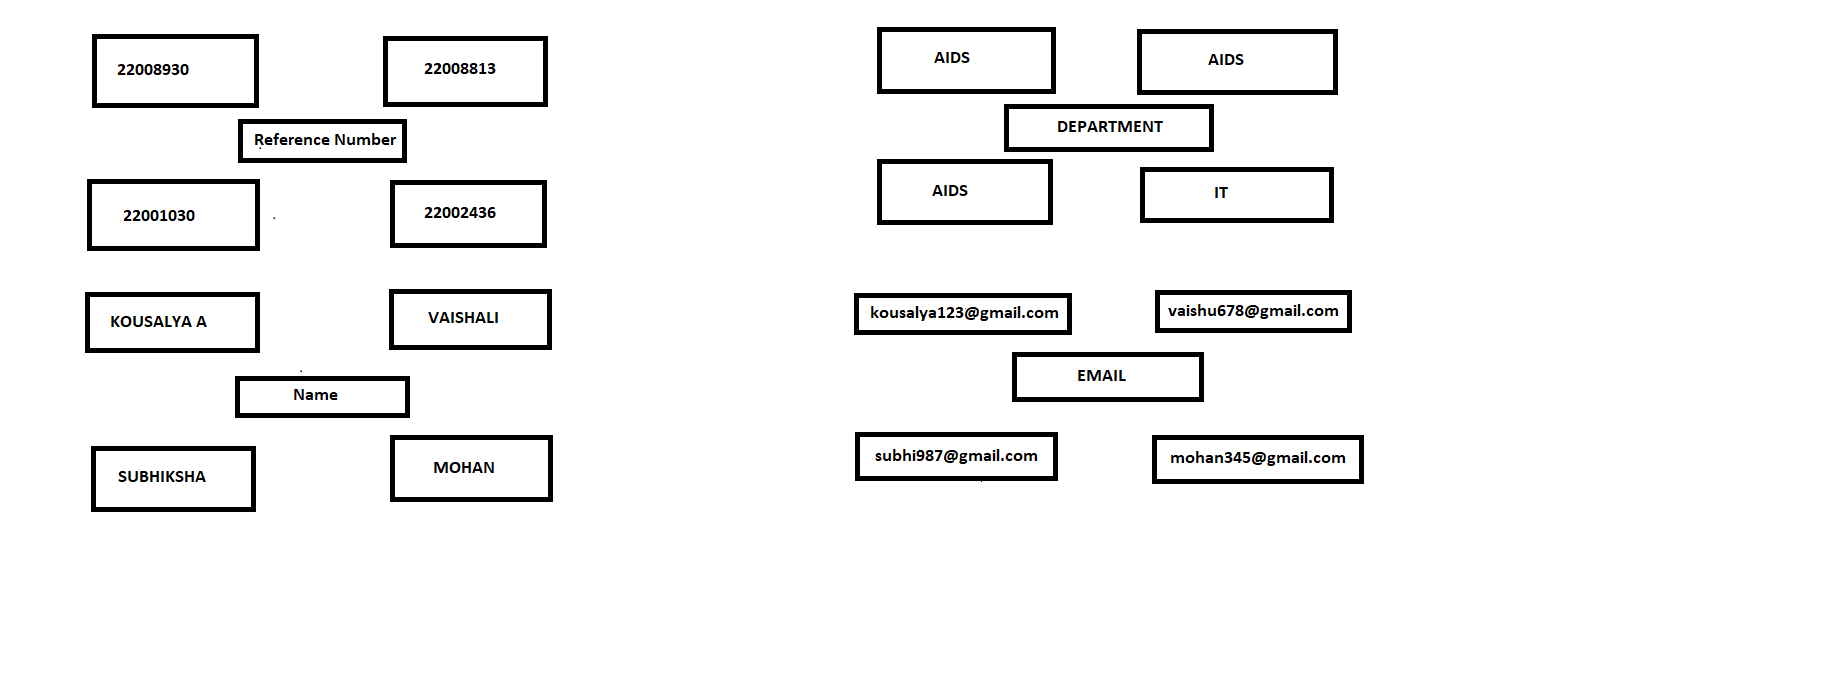 22008930
22008813
Reference Number
22001030
22002436
KOUSALYA A
VAISHALI
Name
SUBHIKSHA
MOHAN
AIDS
AIDS
DEPARTMENT
AIDS
IT
kousalya123@gmail.com
vaishu678@gmail.com
EMAIL
subhi987@gmail.com
mohan345@gmail.com